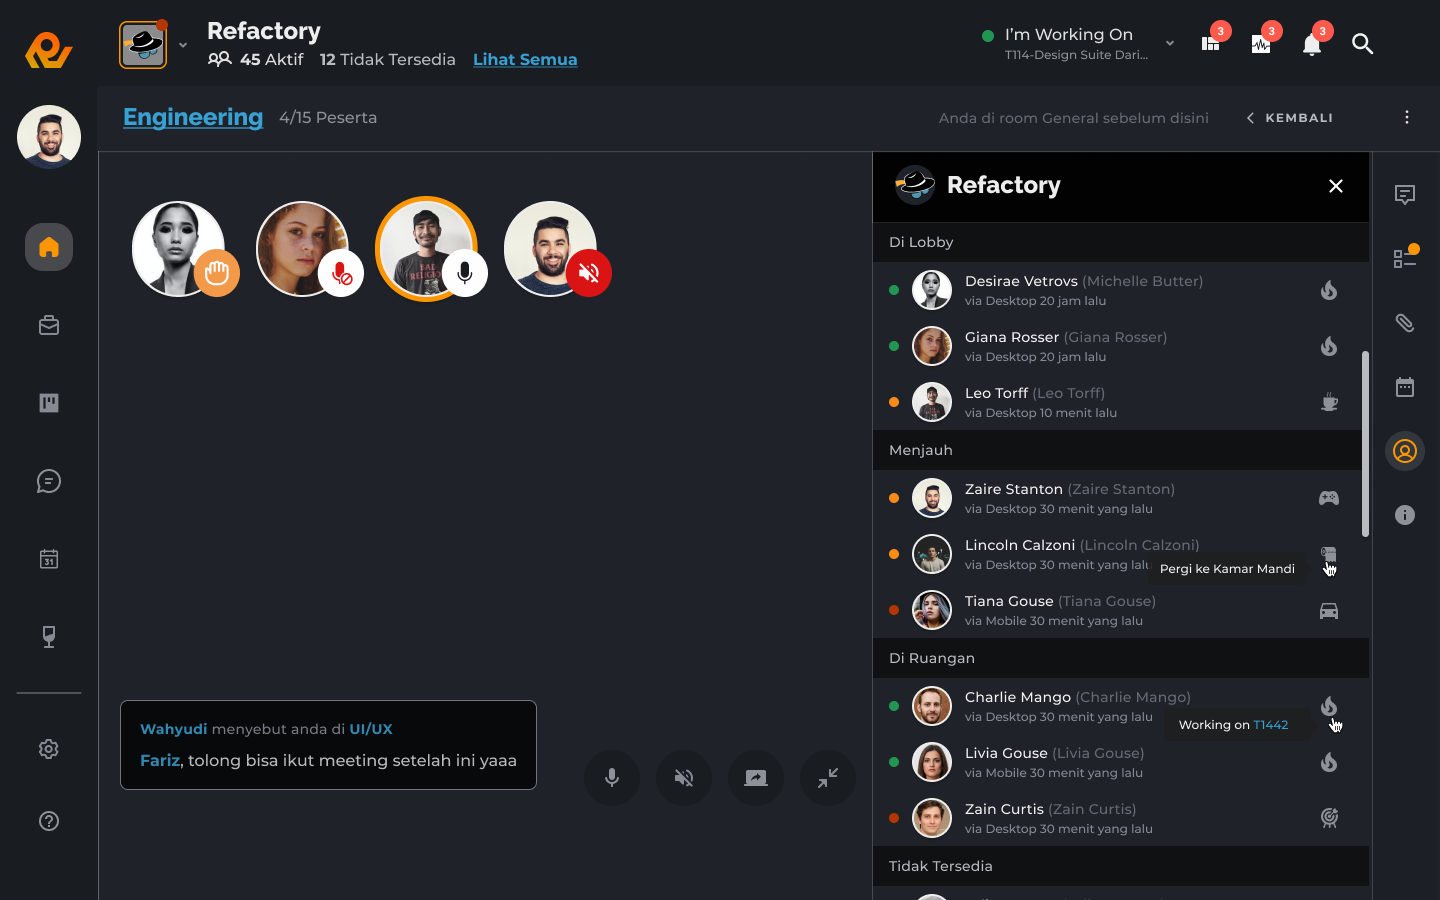 Refactory
45 Aktif 12 Tidak Tersedia Lihat Semua
I'm Working On
T114-Design Suite Dari...
3
3
3
Engineering 4/15 Peserta
Anda di room General sebelum disini
KEMBALI
31
Wahyudi menyebut anda di UI/UX
Fariz, tolong bisa ikut meeting setelah ini yaaa
Refactory
Di Lobby
Desirae Vetrovs (Michelle Butter)
via Desktop 20 jam lalu
Giana Rosser (Giana Rosser)
via Desktop 20 jam lalu
Leo Torff (Leo Torff)
via Desktop 10 menit lalu
Menjauh
Zaire Stanton (Zaire Stanton)
via Desktop 30 menit yang lalu
Lincoln Calzoni (Lincoln Calzoni)
via Desktop 30 menit yang lalu
Pergi ke Kamar Mandi
Tiana Gouse (Tiana Gouse)
via Mobile 30 menit yang lalu
Di Ruangan
Charlie Mango (Charlie Mango)
via Desktop 30 menit yang lalu
Working on T1442
Livia Gouse (Livia Gouse)
via Mobile 30 menit yang lalu
Zain Curtis (Zain Curtis)
via Desktop 30 menit yang lalu
Tidak Tersedia